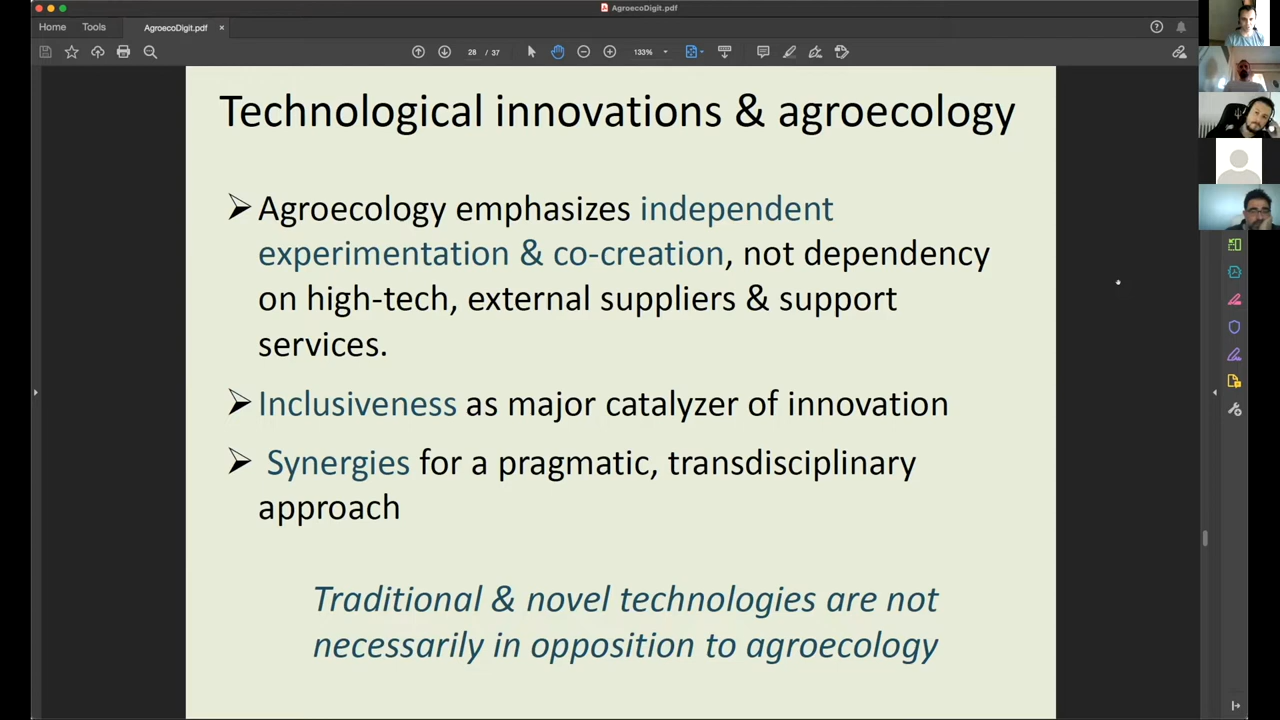 AgroecoDigit.pdf
Home
Tools
AgroecoDigit.pdf
×
28 / 37
133%
Technological innovations & agroecology
➢ Agroecology emphasizes independent
experimentation & co-creation, not dependency
on high-tech, external suppliers & support
services.
➢ Inclusiveness as major catalyzer of innovation
➢ Synergies for a pragmatic, transdisciplinary
approach
Traditional & novel technologies are not
necessarily in opposition to agroecology